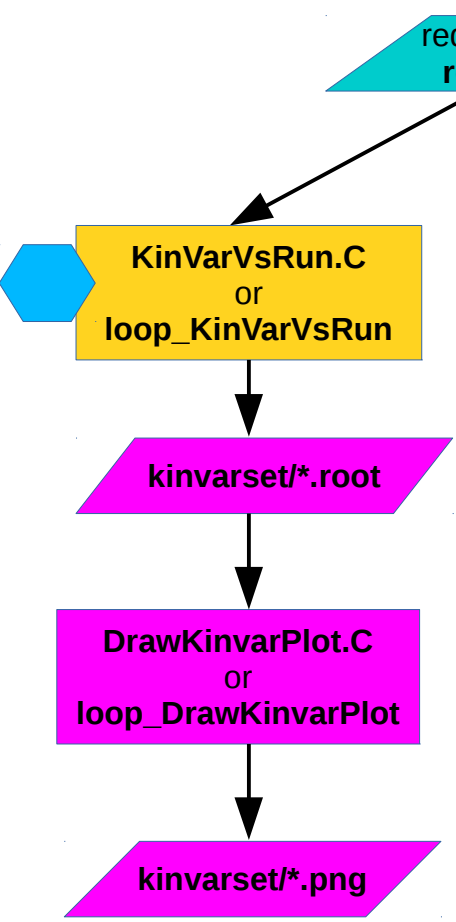 KinVarVsRun.C
or
loop_KinVarVsRun
kinvarset/*.root
DrawKinvarPlot.C
or
loop_DrawKinvarPlot
kinvarset/*.png